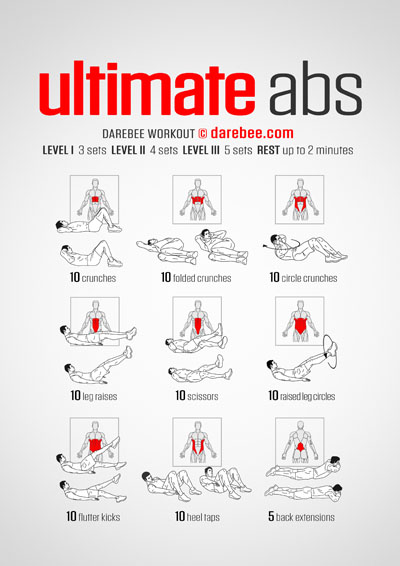 ultimate abs
DAREBEE WORKOUT © darebee.com
LEVEL I 3 sets LEVEL II 4 sets LEVEL III 5 sets REST up to 2 minutes
10 crunches
10 folded crunches
10 circle crunches
10 leg raises
10 scissors
10 raised leg circles
10 flutter kicks
10 heel taps
5 back extensions